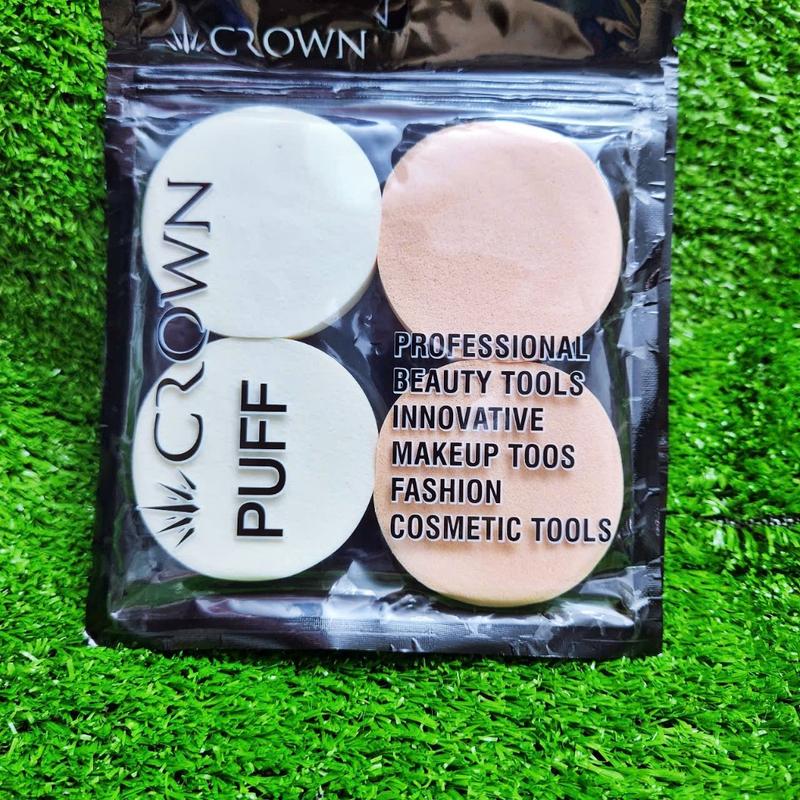 CROWN
CROWN
PUFF
PROFESSIONAL
BEAUTY TOOLS
INNOVATIVE
MAKEUP TOOS
FASHION
COSMETIC TOOLS